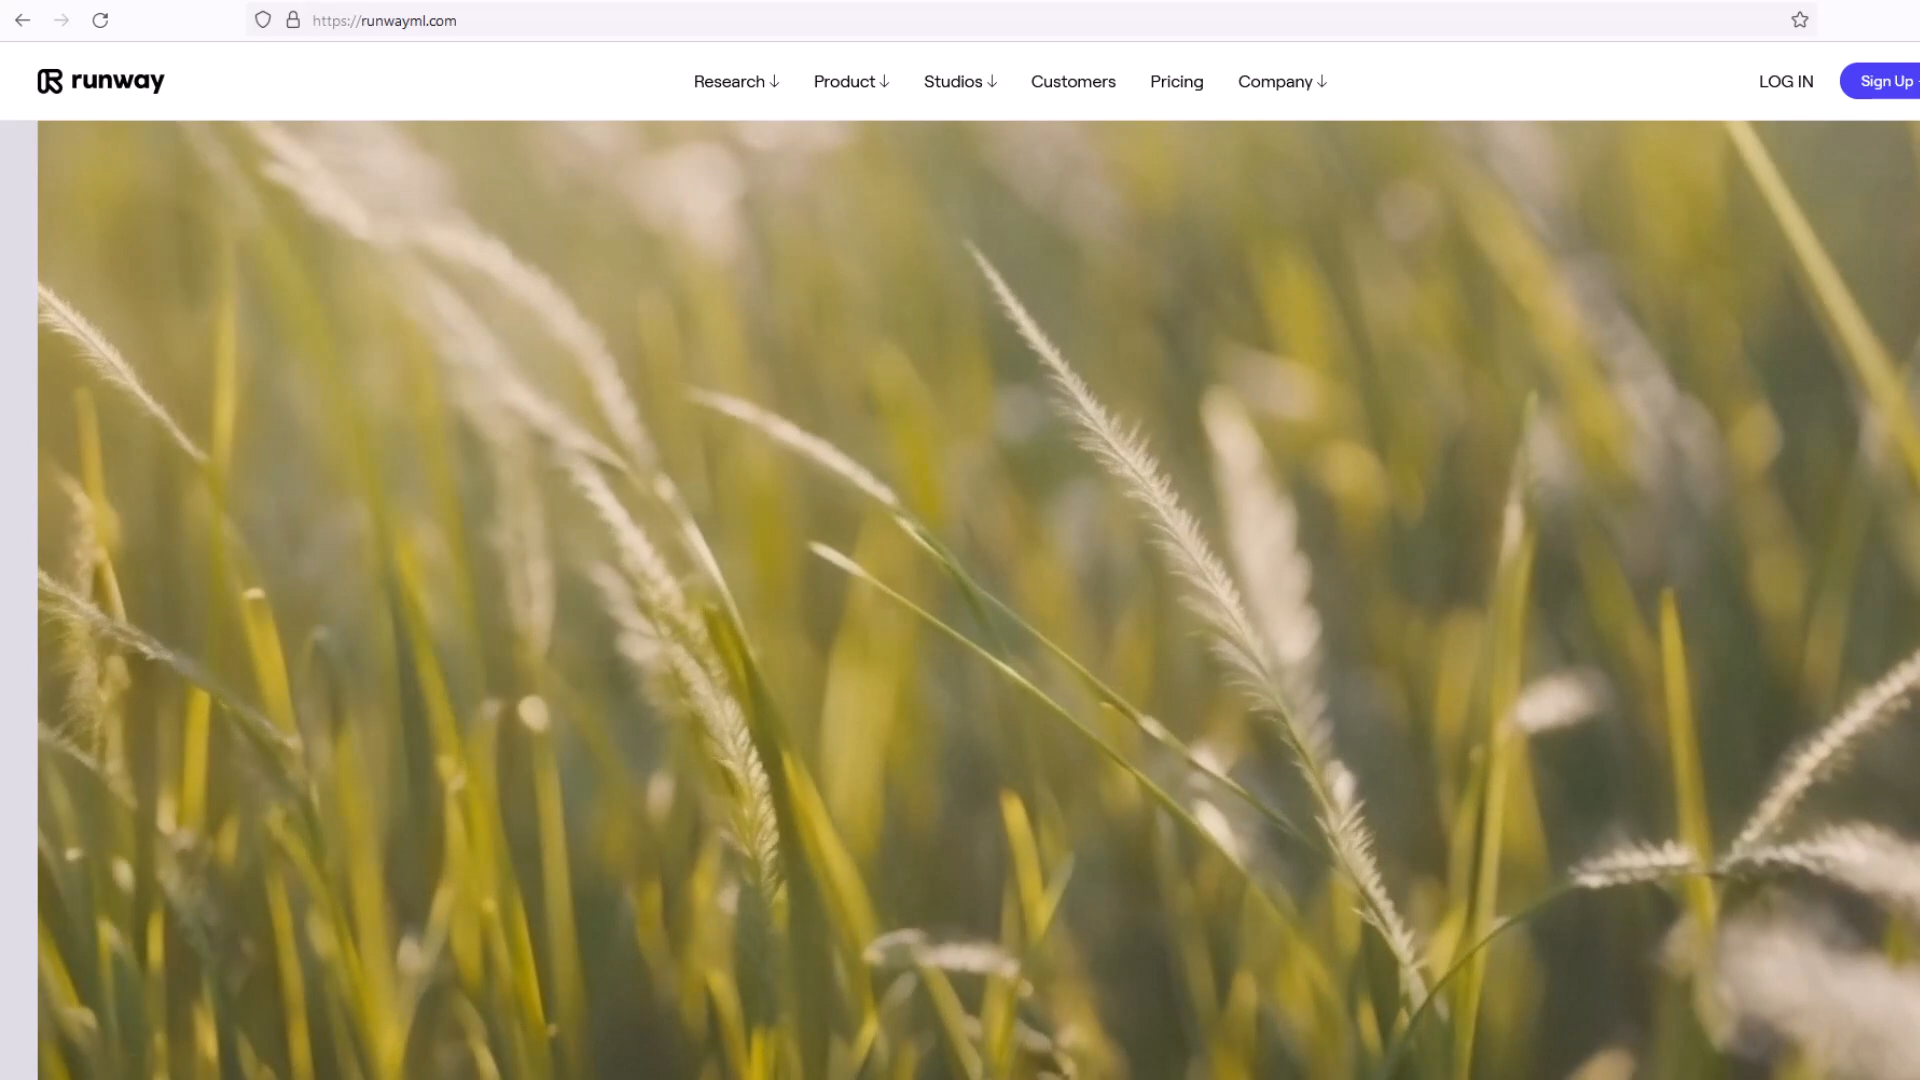 https://runwayml.com
runway
Research ↓ Product ↓ Studios ↓ Customers Pricing Company ↓ LOG IN Sign Up